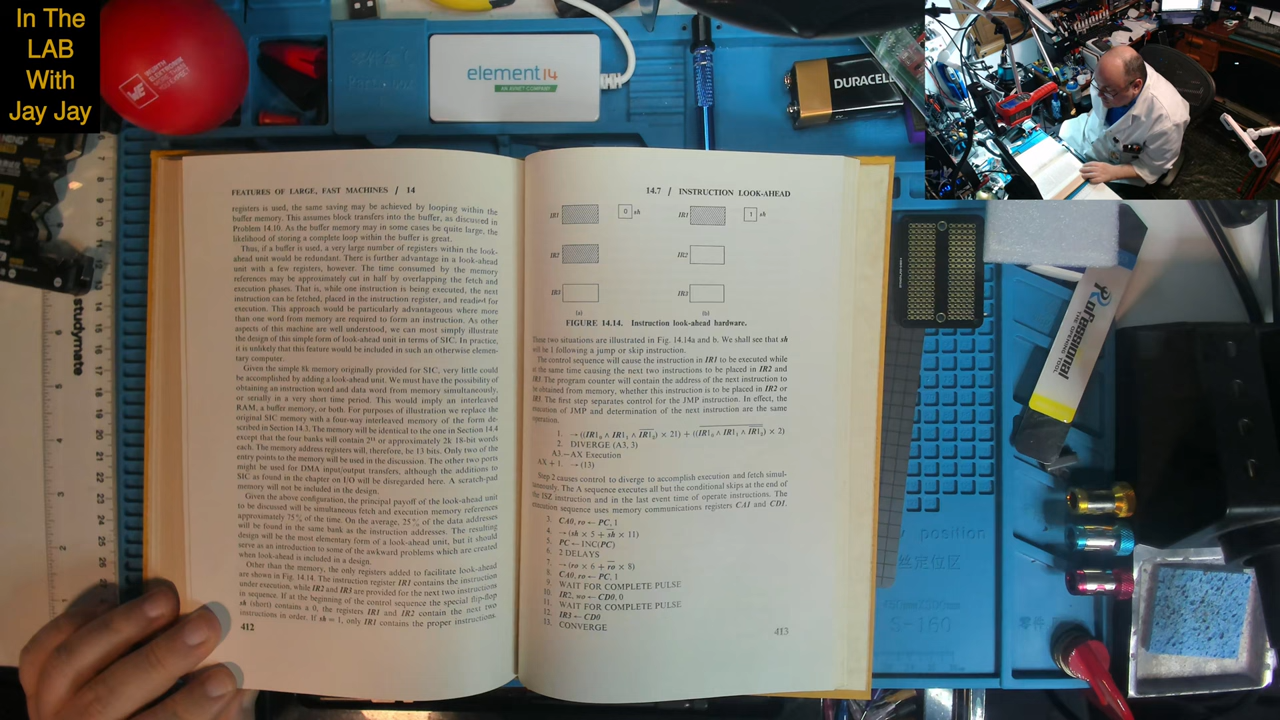 In The
LAB
With
Jay Jay
WÜRTH
ELEKTRONIK
MORE THAN
YOU EXPECT
WE
element14
AN AVNET COMPANY
DURACELL
studymate
FEATURES OF LARGE, FAST MACHINES / 14
registers is used, the same saving may be achieved by looping within the
buffer memory. This assumes block transfers into the buffer, as discussed in
Problem 14.10. As the buffer memory may in some cases be quite large, the
likelihood of storing a complete loop within the buffer is great.
Thus, if a buffer is used, a very large number of registers within the look-
ahead unit would be redundant. There is further advantage in a look-ahead
unit with a few registers, however. The time consumed by the memory
references may be approximately cut in half by overlapping the fetch and
execution phases. That is, while one instruction is being executed, the next
instruction can be fetched, placed in the instruction register, and readied for
execution. This approach would be particularly advantageous where more
than one word from memory are required to form an instruction. As other
aspects of this machine are well understood, we can most simply illustrate
the design of this simple form of look-ahead unit in terms of SIC. In practice,
it is unlikely that this feature would be included in such an otherwise elemen-
tary computer.
Given the simple 8k memory originally provided for SIC, very little could
be accomplished by adding a look-ahead unit. We must have the possibility of
obtaining an instruction word and data word from memory simultaneously,
or serially in a very short time period. This would imply an interleaved
RAM, a buffer memory, or both. For purposes of illustration we replace the
original SIC memory with a four-way interleaved memory of the form de-
scribed in Section 14.3. The memory will be identical to the one in Section 14.4
except that the four banks will contain 2¹¹ or approximately 2k 18-bit words
each. The memory address registers will, therefore, be 13 bits. Only two of the
entry points to the memory will be used in the discussion. The other two ports
might be used for DMA input/output transfers, although the additions to
SIC as found in the chapter on I/O will be disregarded here. A scratch-pad
memory will not be included in the design.
Given the above configuration, the principal payoff of the look-ahead unit
to be discussed will be simultaneous fetch and execution memory references
approximately 75% of the time. On the average, 25% of the data addresses
will be found in the same bank as the instruction addresses. The resulting
design will be the most elementary form of a look-ahead unit, but it should
serve as an introduction to some of the awkward problems which are created
when look-ahead is included in a design.
Other than the memory, the only registers added to facilitate look-ahead
are shown in Fig. 14.14. The instruction register IR1 contains the instruction
under execution, while IR2 and IR3 are provided for the next two instructions
in sequence. If at the beginning of the control sequence the special flip-flop
sh (short) contains a 0, the registers IR1 and IR2 contain the next two
instructions in order. If sh = 1, only IR1 contains the proper instructions.
412
14.7 / INSTRUCTION LOOK-AHEAD
IR1 0 sh IR1 1 sh
IR2 IR2
IR3 IR3
(a) (b)
FIGURE 14.14. Instruction look-ahead hardware.
These two situations are illustrated in Fig. 14.14a and b. We shall see that sh
will be 1 following a jump or skip instruction.
The control sequence will cause the instruction in IR1 to be executed while
at the same time causing the next two instructions to be placed in IR2 and
IR3. The program counter will contain the address of the next instruction to
be obtained from memory, whether this instruction is to be placed in IR2 or
IR3. The first step separates control for the JMP instruction. In effect, the
execution of JMP and determination of the next instruction are the same
operation.
2. DIVERGE (A3, 3)
A3 – AX Execution
AX + 1. → (13)
Step 2 causes control to diverge to accomplish execution and fetch simul-
taneously. The A sequence executes all but the conditional skips at the end of
the ISZ instruction and in the last event of operate instructions. The
execution sequence uses memory communications registers CA1 and CD1.
3. CA0, ro ← PC, 1
4. → (sh × 5 + s̅h̅ × 11)
5. PC ← INC(PC)
6. 2 DELAYS
7. → (ro × 6 + r̅o̅ × 8)
8. CA0, ro ← PC, 1
9. WAIT FOR COMPLETE PULSE
10. IR2, wo ← CD0, 0
11. WAIT FOR COMPLETE PULSE
12. IR3 ← CD0
13. CONVERGE
413
position
S-160